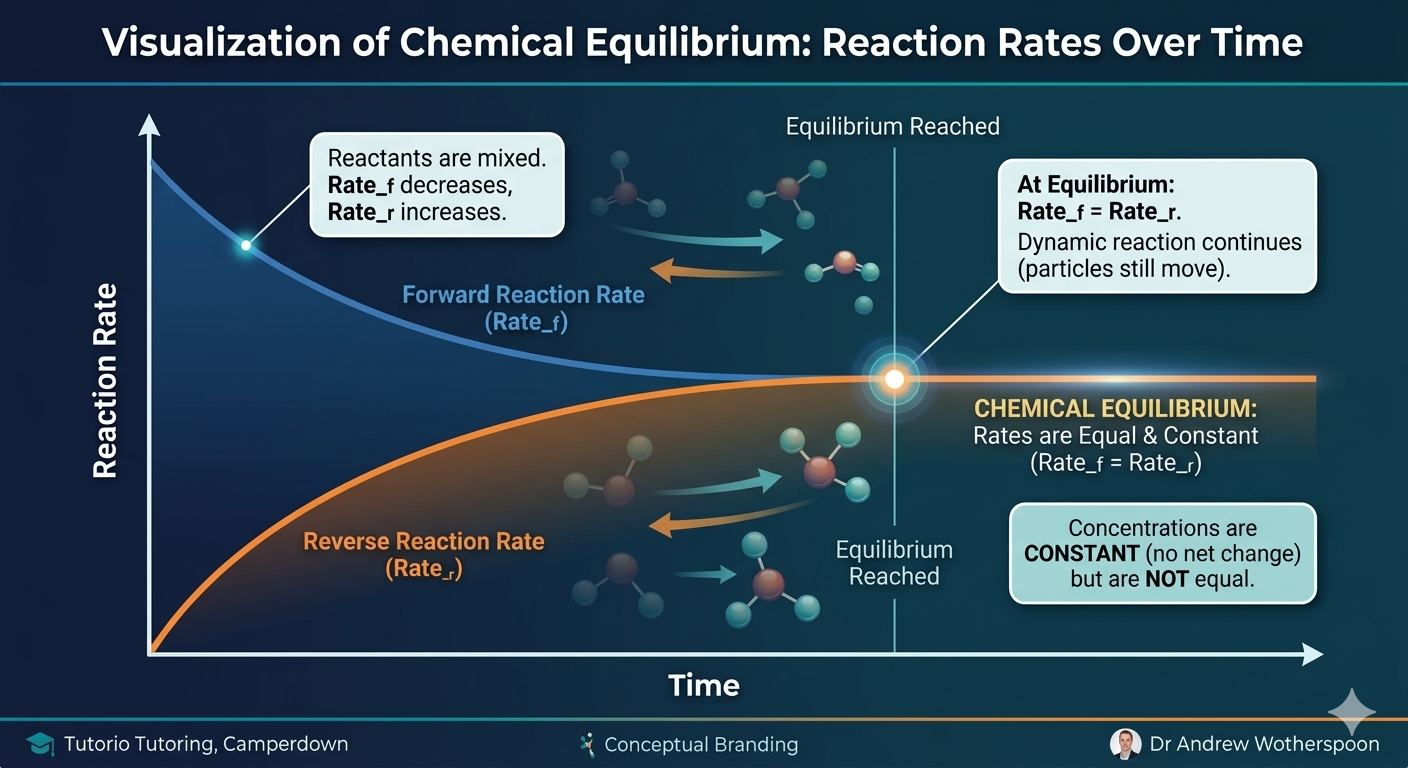 Visualization of Chemical Equilibrium: Reaction Rates Over Time
Equilibrium Reached
Reactants are mixed.
Rate_f decreases,
Rate_r increases.
At Equilibrium:
Rate_f = Rate_r.
Dynamic reaction continues
(particles still move).
Forward Reaction Rate
(Rate_f)
Reaction Rate
CHEMICAL EQUILIBRIUM:
Rates are Equal & Constant
(Rate_f = Rate_r)
Reverse Reaction Rate
(Rate_r)
Equilibrium
Reached
Concentrations are
CONSTANT (no net change)
but are NOT equal.
Time
Tutorio Tutoring, Camperdown
Conceptual Branding
Dr Andrew Wotherspoon